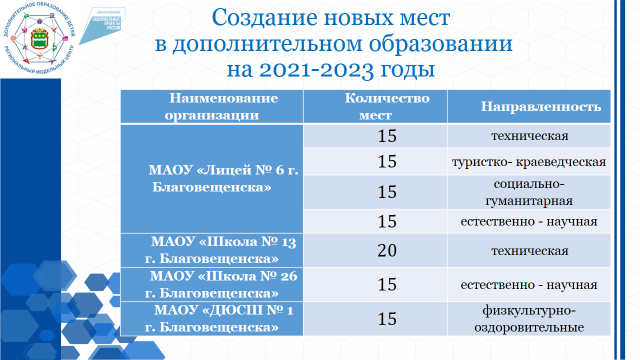 ДОПОЛНИТЕЛЬНОЕ ОБРАЗОВАНИЕ ДЕТЕЙ
РЕГИОНАЛЬНЫЙ МОДЕЛЬНЫЙ ЦЕНТР
НАЦИОНАЛЬНЫЕ
ПРОЕКТЫ
РОССИИ
Создание новых мест
в дополнительном образовании
на 2021-2023 годы
Наименование
организации
Количество
мест
Направленность
МАОУ «Лицей № 6 г.
Благовещенска»
15
техническая
15
туристко- краеведческая
15
социально-
гуманитарная
15
естественно - научная
МАОУ «Школа № 13
г. Благовещенска»
20
техническая
МАОУ «Школа № 26
г. Благовещенска»
15
естественно - научная
МАОУ «ДЮСШ № 1
г. Благовещенска»
15
физкультурно-
оздоровительные